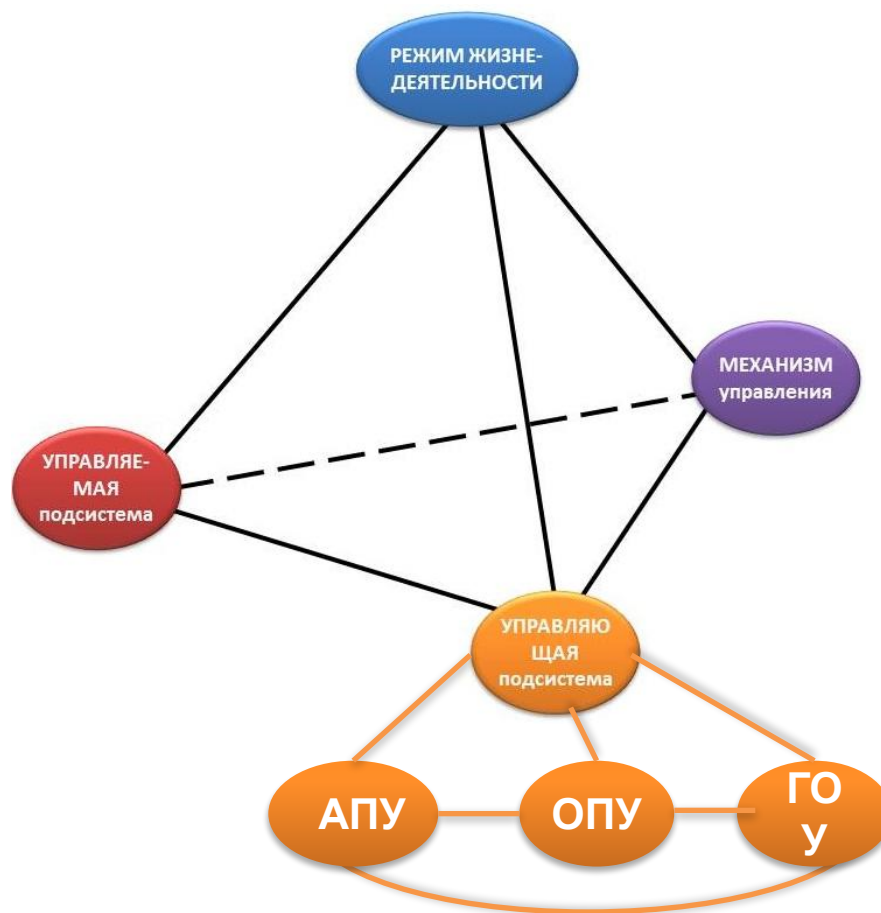 РЕЖИМ ЖИЗНЕ-
ДЕЯТЕЛЬНОСТИ
МЕХАНИЗМ
управления
УПРАВЛЯЕ-
МАЯ
подсистема
УПРАВЛЯЮ
ЩАЯ
подсистема
АПУ
ОПУ
ГО
У